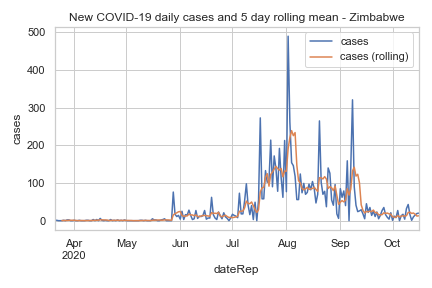 New COVID-19 daily cases and 5 day rolling mean - Zimbabwe
cases
cases (rolling)
500
400
300
200
100
0
cases
Apr
2020
May
Jun
Jul
Aug
Sep
Oct
dateRep